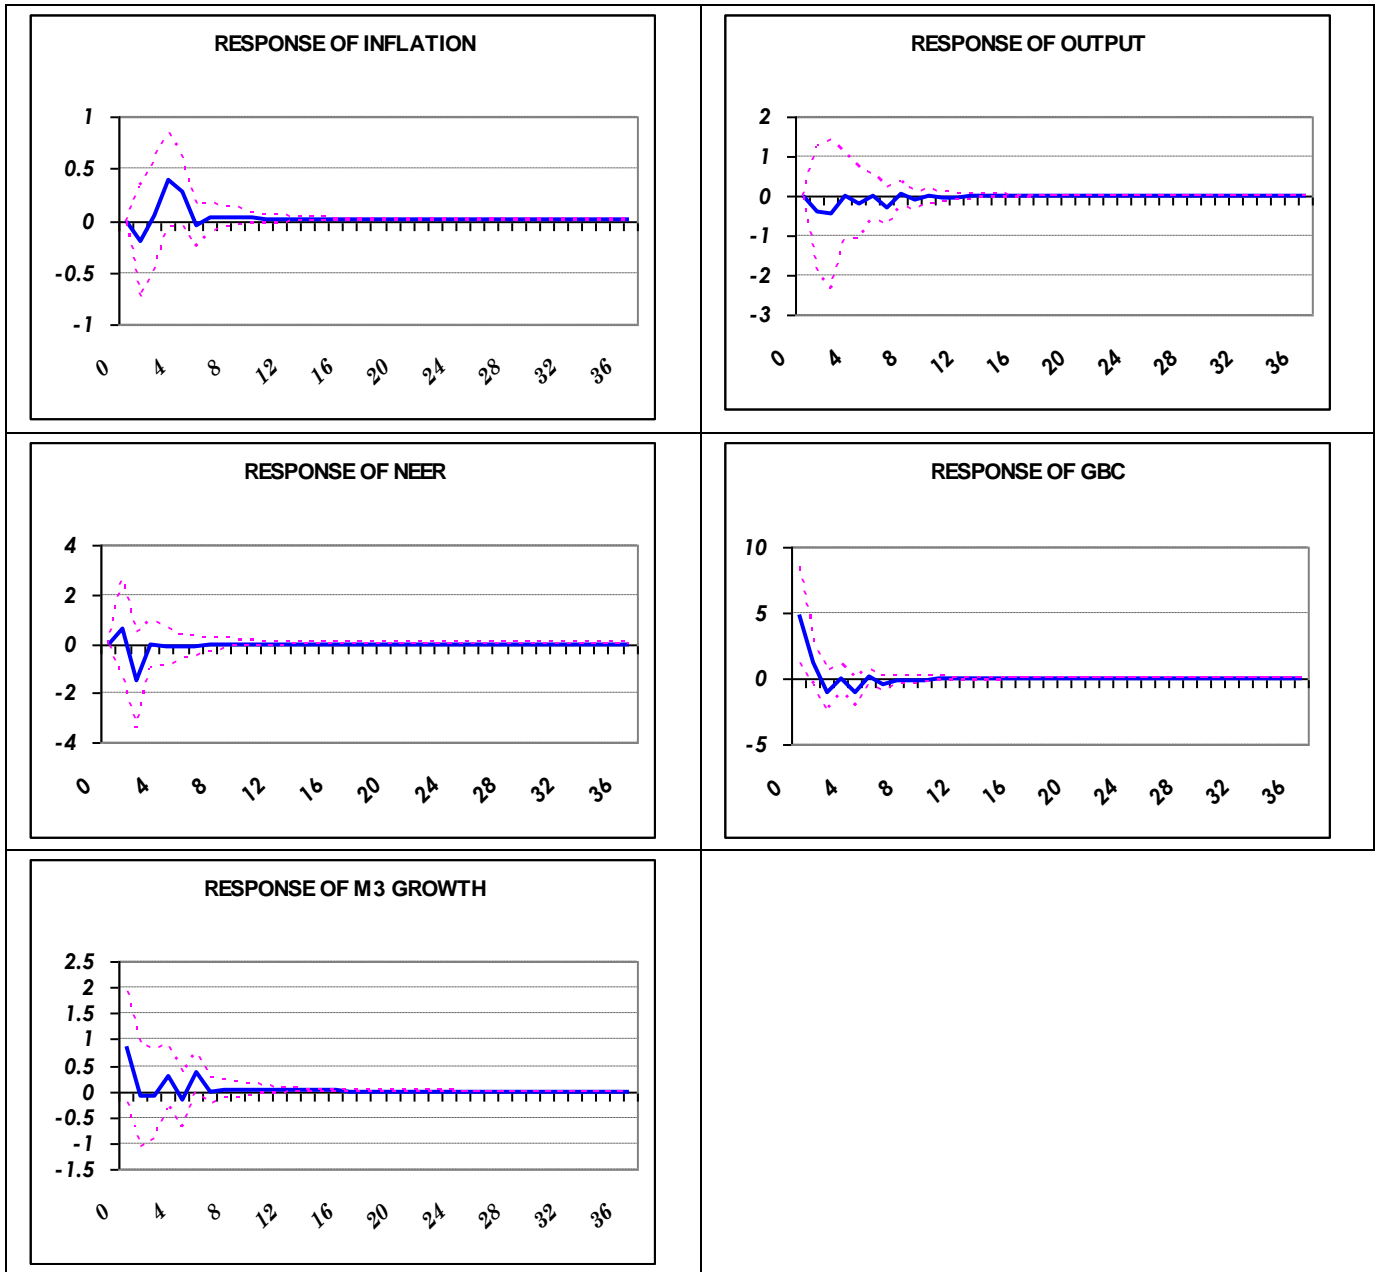 RESPONSE OF INFLATION
1
0.5
0
-0.5
-1
0 4 8 12 16 20 24 28 32 36
RESPONSE OF OUTPUT
2
1
0
-1
-2
-3
0 4 8 12 16 20 24 28 32 36
RESPONSE OF NEER
4
2
0
-2
-4
0 4 8 12 16 20 24 28 32 36
RESPONSE OF GBC
10
5
0
-5
0 4 8 12 16 20 24 28 32 36
RESPONSE OF M3 GROWTH
2.5
2
1.5
1
0.5
0
-0.5
-1
-1.5
0 4 8 12 16 20 24 28 32 36